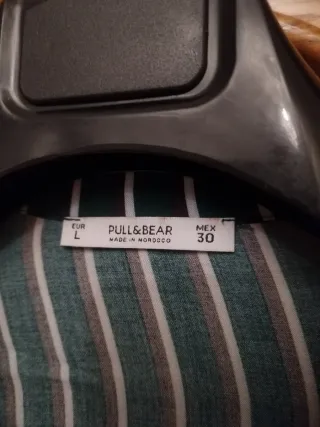 EUR
L
PULL&BEAR
MADE IN MOROCCO
MEX
30